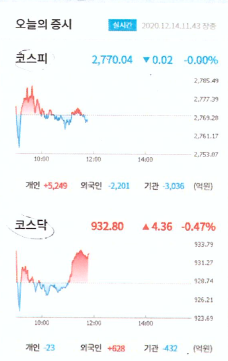 오늘의 증시
실시간 2020.12.14. 11:43 장중
코스피 2,770.04 ▼0.02 -0.00%
2,785.49
2,777.39
2,769.28
2,761.17
2,753.07
10:00 12:00 14:00
개인 +5,249 외국인 -2,201 기관 -3,036 (억원)
코스닥 932.80 ▲4.36 -0.47%
933.79
931.27
928.74
926.21
923.69
10:00 12:00 14:00
개인 -23 외국인 +628 기관 -432 (억원)